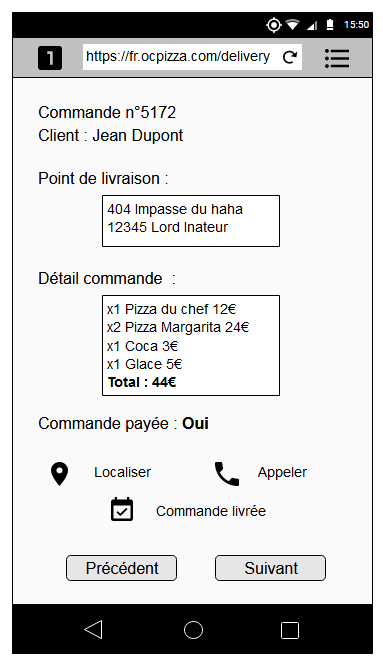 15:50
1 https://fr.ocpizza.com/delivery
Commande n°5172
Client : Jean Dupont
Point de livraison :
404 Impasse du haha
12345 Lord Inateur
Détail commande :
x1 Pizza du chef 12€
x2 Pizza Margarita 24€
x1 Coca 3€
x1 Glace 5€
Total : 44€
Commande payée : Oui
Localiser Appeler
Commande livrée
Précédent Suivant